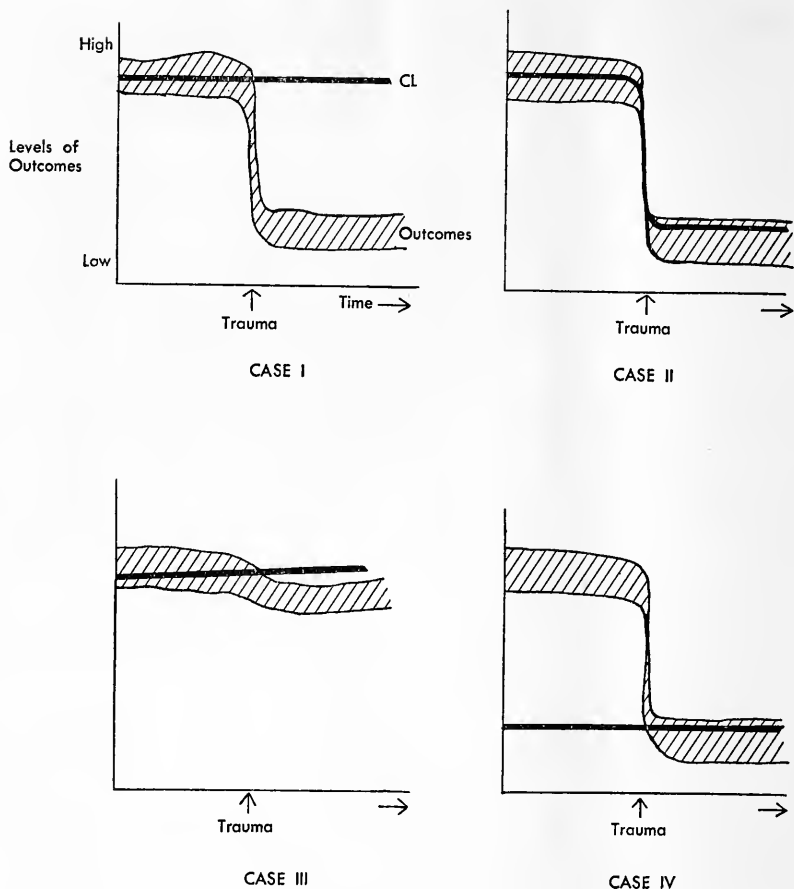 High
CL
Levels of
Outcomes
Outcomes
Low
Time
Trauma
CASE I
Trauma
CASE II
Trauma
CASE III
Trauma
CASE IV